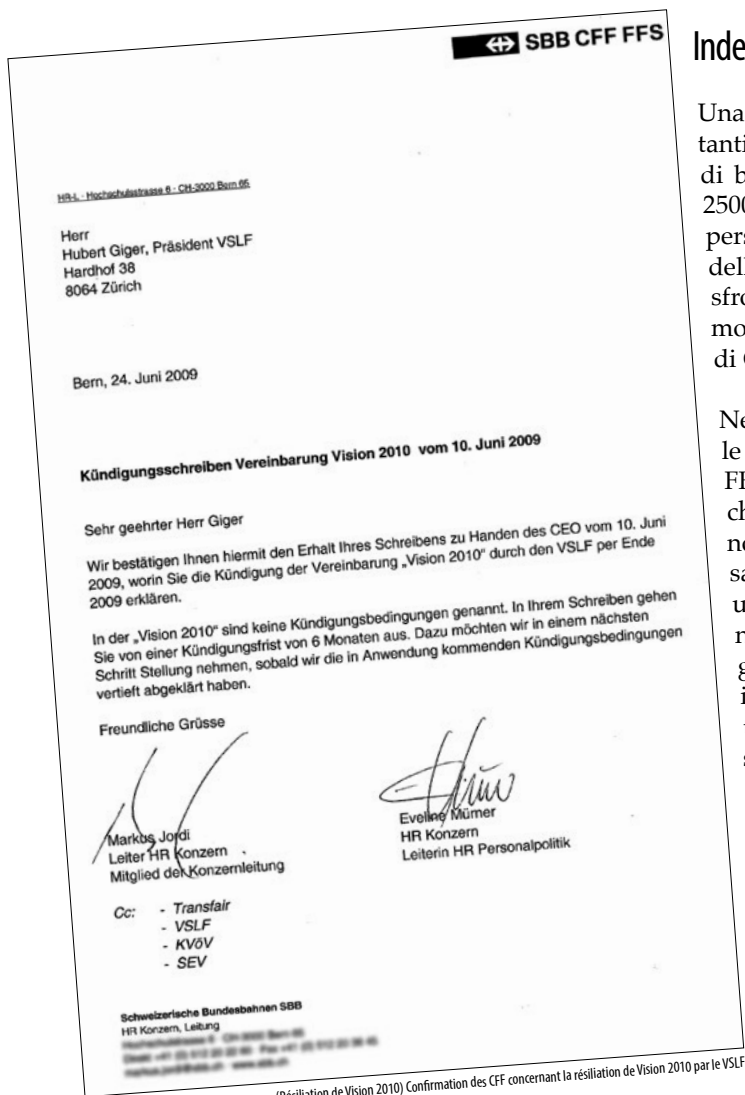 SBB CFF FFS
HR-L · Hochschulstrasse 6 · CH-3000 Bern 65
Herr
Hubert Giger, Präsident VSLF
Hardhof 38
8064 Zürich
Bern, 24. Juni 2009
Kündigungsschreiben Vereinbarung Vision 2010 vom 10. Juni 2009
Sehr geehrter Herr Giger
Wir bestätigen Ihnen hiermit den Erhalt Ihres Schreibens zu Handen des CEO vom 10. Juni
2009, worin Sie die Kündigung der Vereinbarung „Vision 2010" durch den VSLF per Ende
2009 erklären.
In der „Vision 2010" sind keine Kündigungsbedingungen genannt. In Ihrem Schreiben gehen
Sie von einer Kündigungsfrist von 6 Monaten aus. Dazu möchten wir in einem nächsten
Schritt Stellung nehmen, sobald wir die in Anwendung kommenden Kündigungsbedingungen
vertieft abgeklärt haben.
Freundliche Grüsse
Markus Jordi
Leiter HR Konzern
Mitglied der Konzernleitung
Eveline Mürner
HR Konzern
Leiterin HR Personalpolitik
Cc: - Transfair
- VSLF
- KVöV
- SEV
Schweizerische Bundesbahnen SBB
HR Konzern, Leitung
(Résiliation de Vision 2010) Confirmation des CFF concernant la résiliation de Vision 2010 par le VSLF
Inde
Una
tanti
di b
2500
pers
dell
sfro
mo
di
Ne
le
FF
ch
ne
sa
u